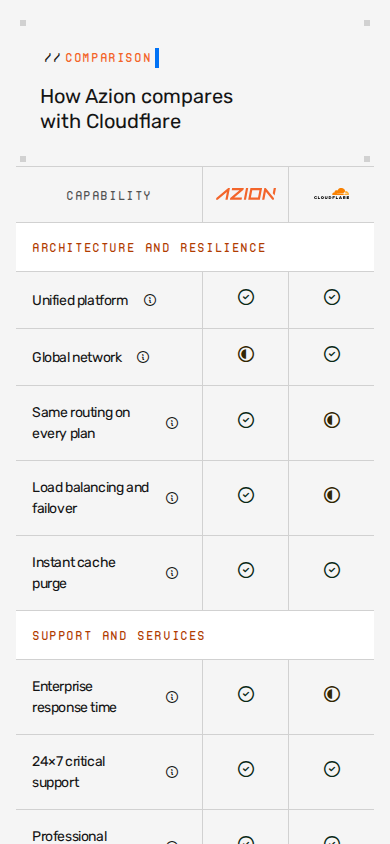 COMPARISON
How Azion compares
with Cloudflare
CAPABILITY
AZION
CLOUDFLARE
ARCHITECTURE AND RESILIENCE
Unified platform
Global network
Same routing on
every plan
Load balancing and
failover
Instant cache
purge
SUPPORT AND SERVICES
Enterprise
response time
24×7 critical
support
Professional